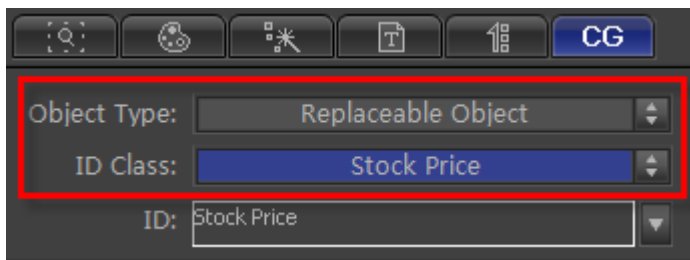 T
CG
Object Type: Replaceable Object
ID Class: Stock Price
ID: Stock Price